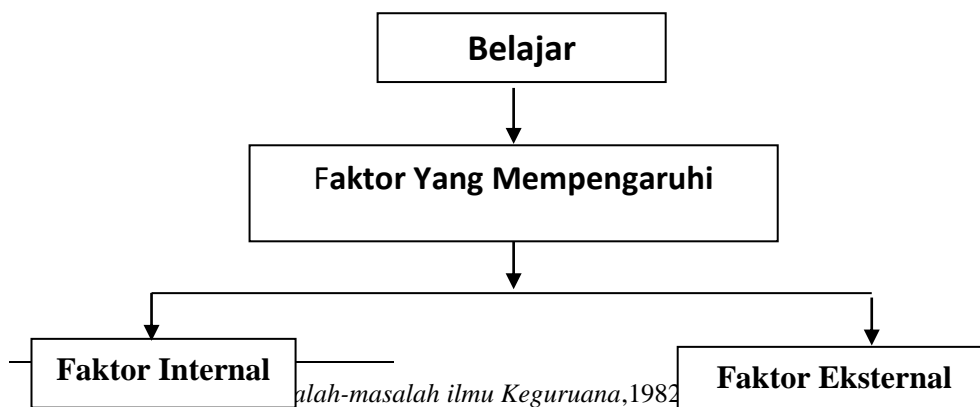 Belajar
Faktor Yang Mempengaruhi
Faktor Internal
alah-masalah ilmu Keguruana,1982
Faktor Eksternal